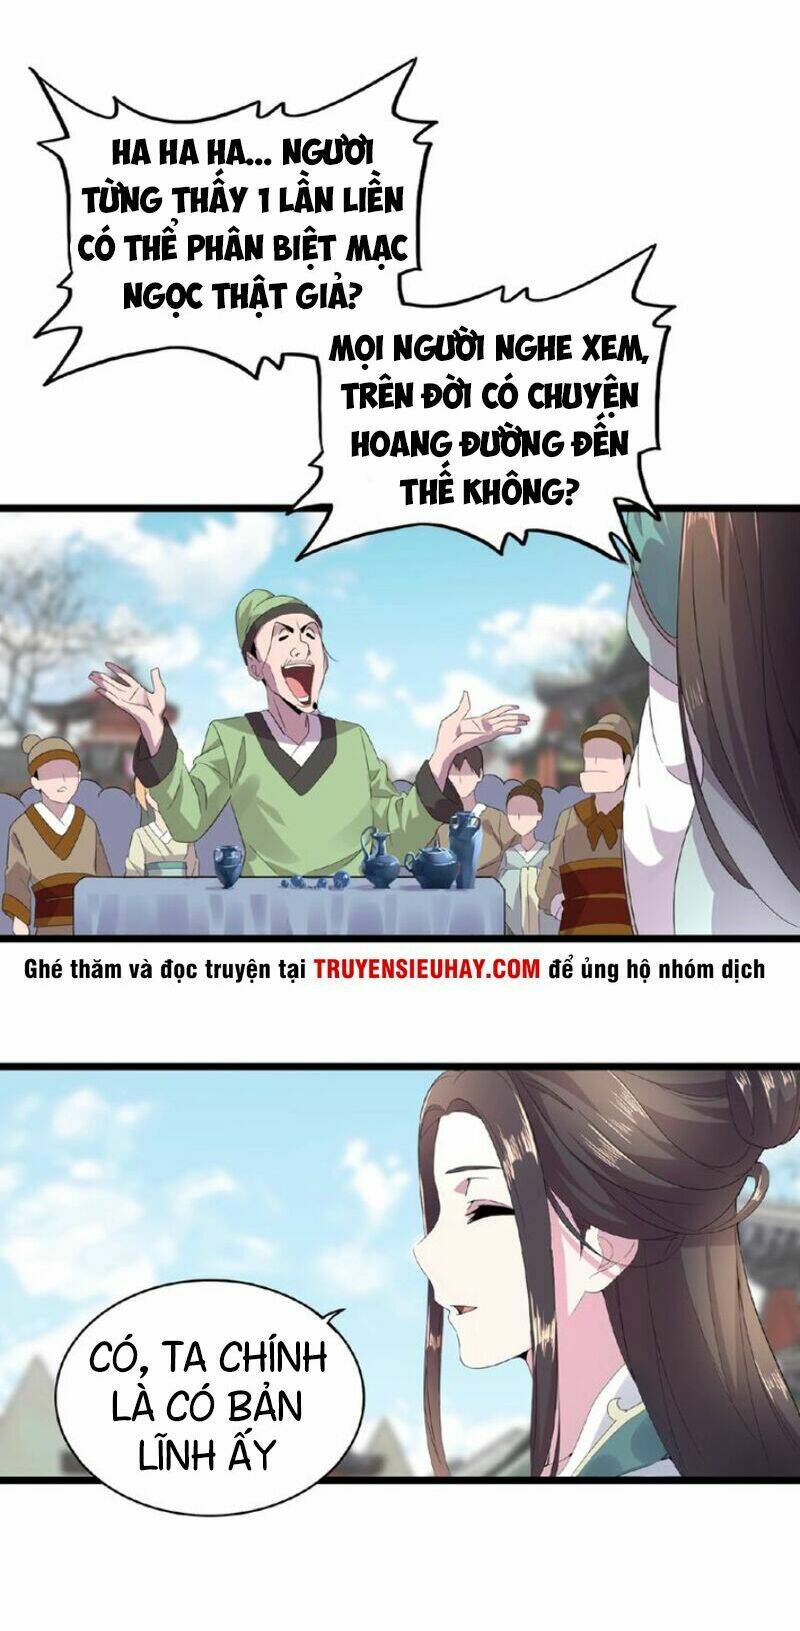 HA HA HA... NGƯƠI
TỪNG THẤY 1 LẦN LIỀN
CÓ THỂ PHÂN BIỆT MẠC
NGỌC THẬT GIẢ?
MỌI NGƯỜI NGHE XEM,
TRÊN ĐỜI CÓ CHUYỆN
HOANG ĐƯỜNG ĐẾN
THẾ KHÔNG?
Ghé thăm và đọc truyện tại TRUYENSIEUHAY.COM để ủng hộ nhóm dịch
CÓ, TA CHÍNH
LÀ CÓ BẢN
LĨNH ẤY